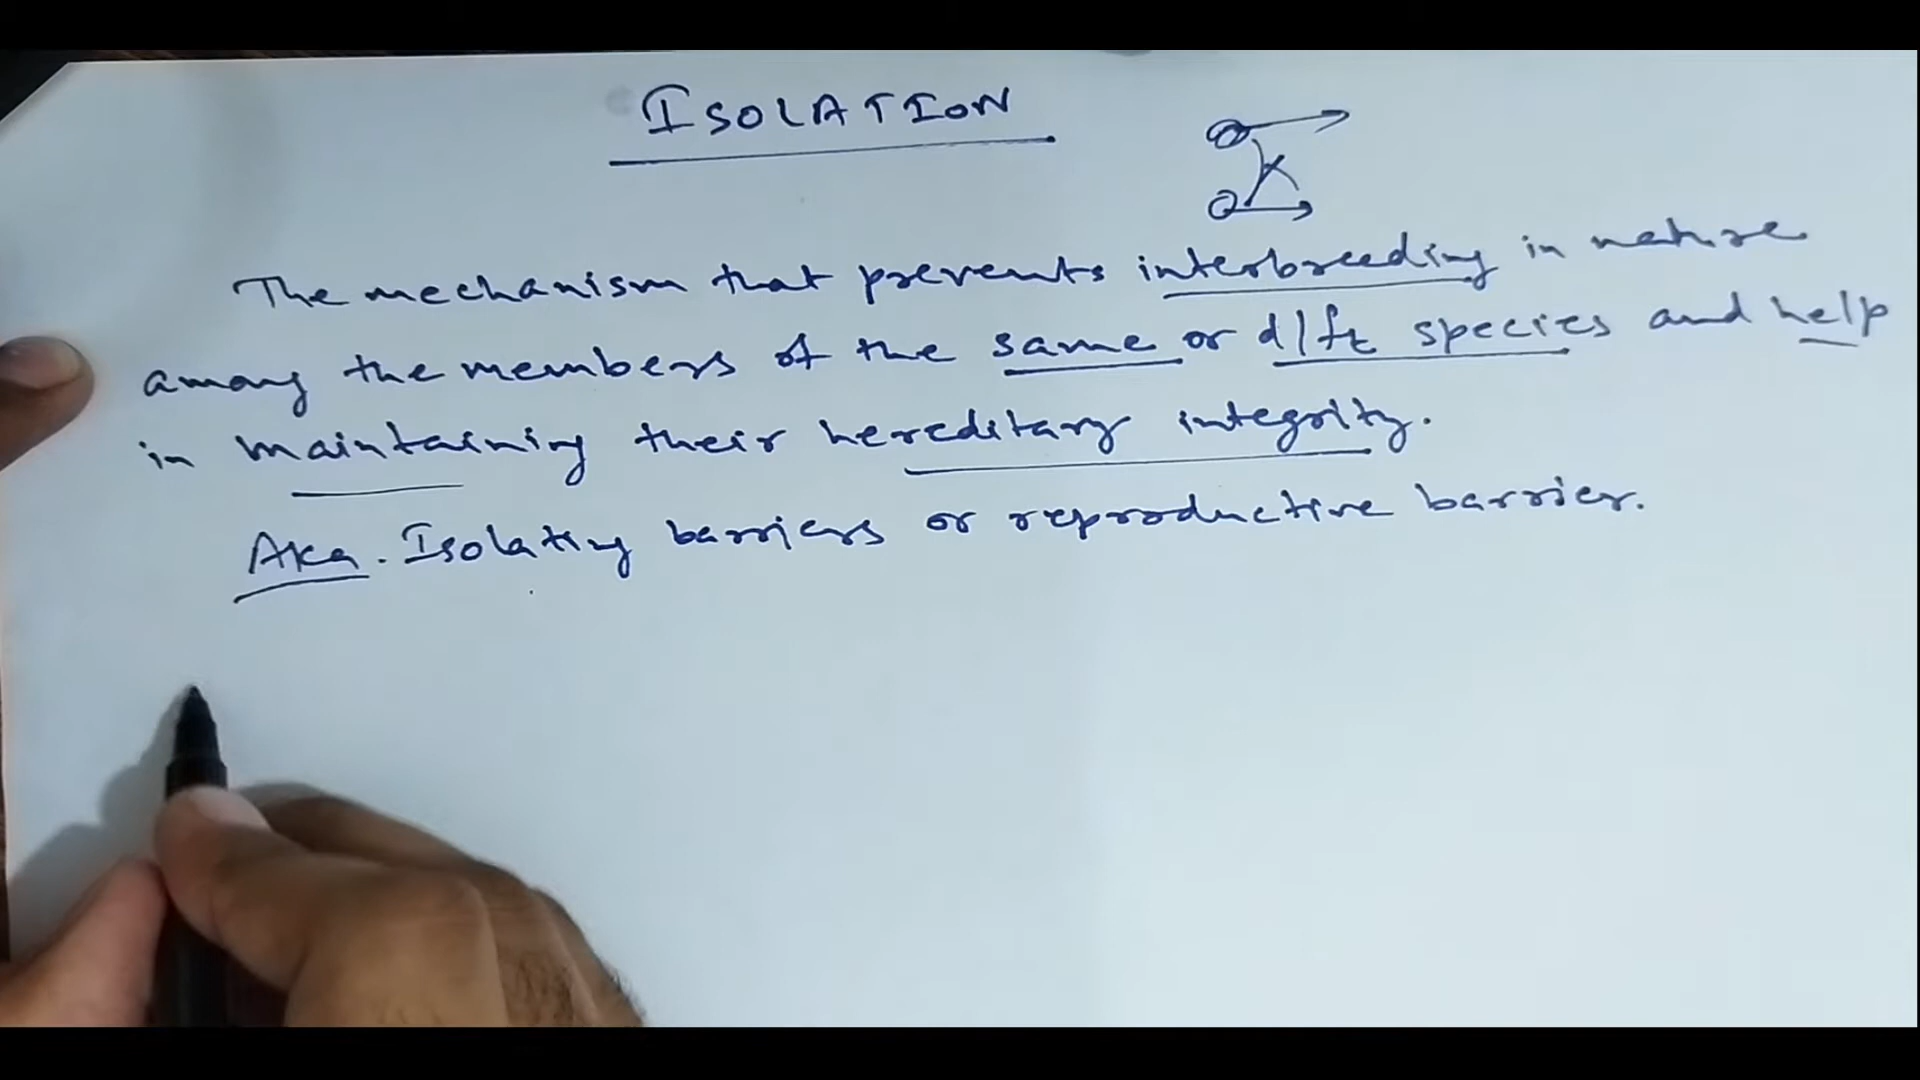 ISOLATION
The mechanism that prevents interbreeding in nature
among the members of the same or d/ft species and help
in maintaining their hereditary integrity.
Aka. Isolating barriers or reproductive barrier.